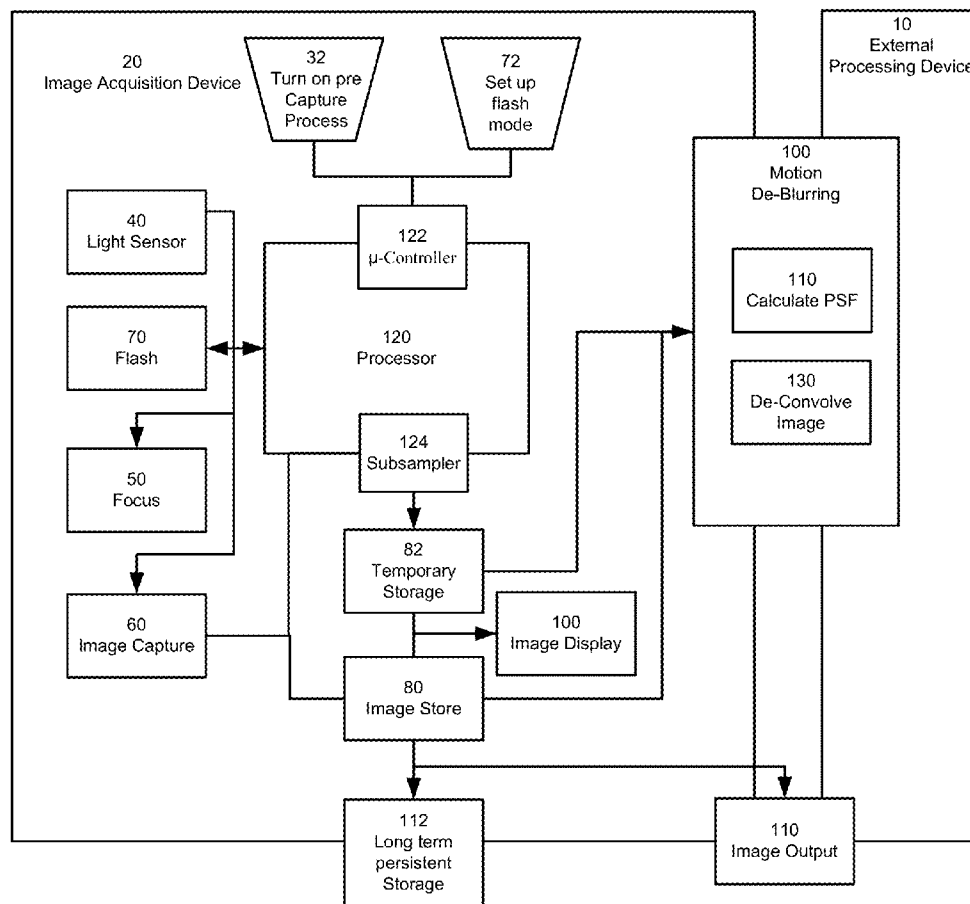 20
Image Acquisition Device
32
Turn on pre
Capture
Process
72
Set up
flash
mode
10
External
Processing Device
100
Motion
De-Blurring
110
Calculate PSF
130
De-Convolve
Image
40
Light Sensor
122
μ-Controller
70
Flash
120
Processor
124
Subsampler
50
Focus
82
Temporary
Storage
60
Image Capture
100
Image Display
80
Image Store
112
Long term
persistent
Storage
110
Image Output